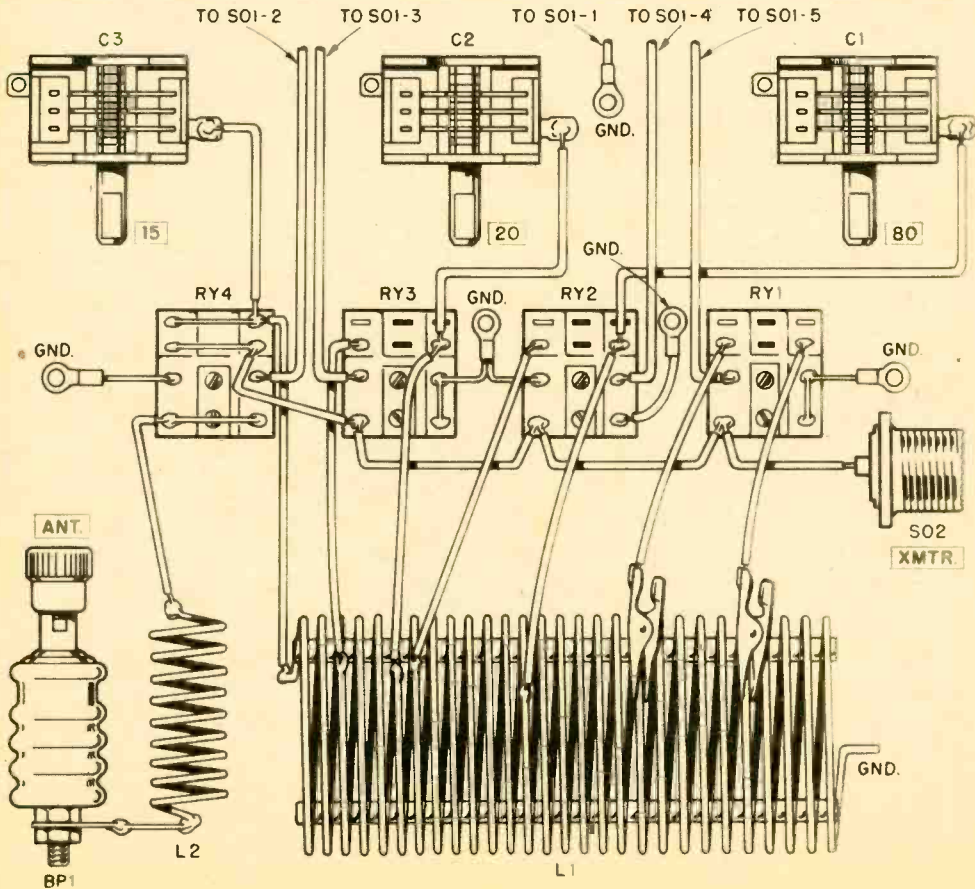 TO SO1-2
TO SO1-3
TO SO1-1
TO SO1-4
TO SO1-5
C3
C2
C1
GND.
15
20
80
GND.
RY4
RY3
GND.
RY2
RY1
GND.
GND.
ANT.
SO2
XMTR.
GND.
L2
L1
BP1